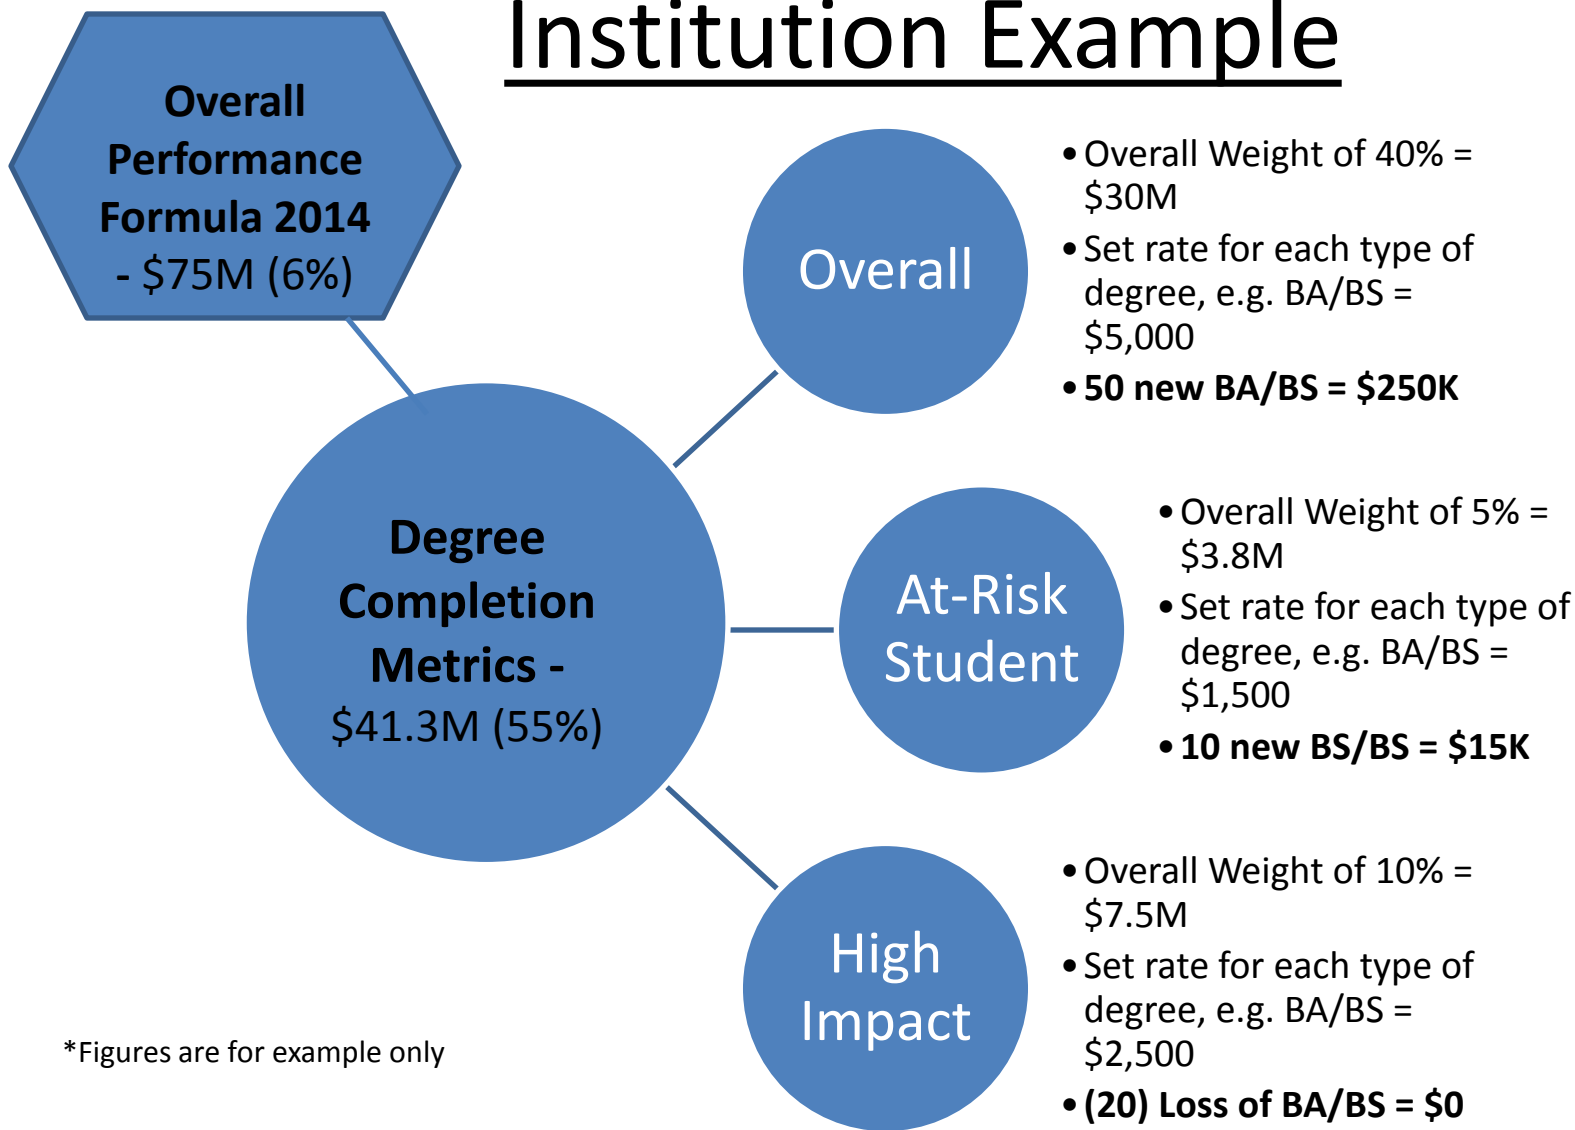 Institution Example
Overall
Performance
Formula 2014
- $75M (6%)
Degree
Completion
Metrics -
$41.3M (55%)
Overall
• Overall Weight of 40% =
$30M
• Set rate for each type of
degree, e.g. BA/BS =
$5,000
• 50 new BA/BS = $250K
At-Risk
Student
• Overall Weight of 5% =
$3.8M
• Set rate for each type of
degree, e.g. BA/BS =
$1,500
• 10 new BS/BS = $15K
High
Impact
• Overall Weight of 10% =
$7.5M
• Set rate for each type of
degree, e.g. BA/BS =
$2,500
• (20) Loss of BA/BS = $0
*Figures are for example only